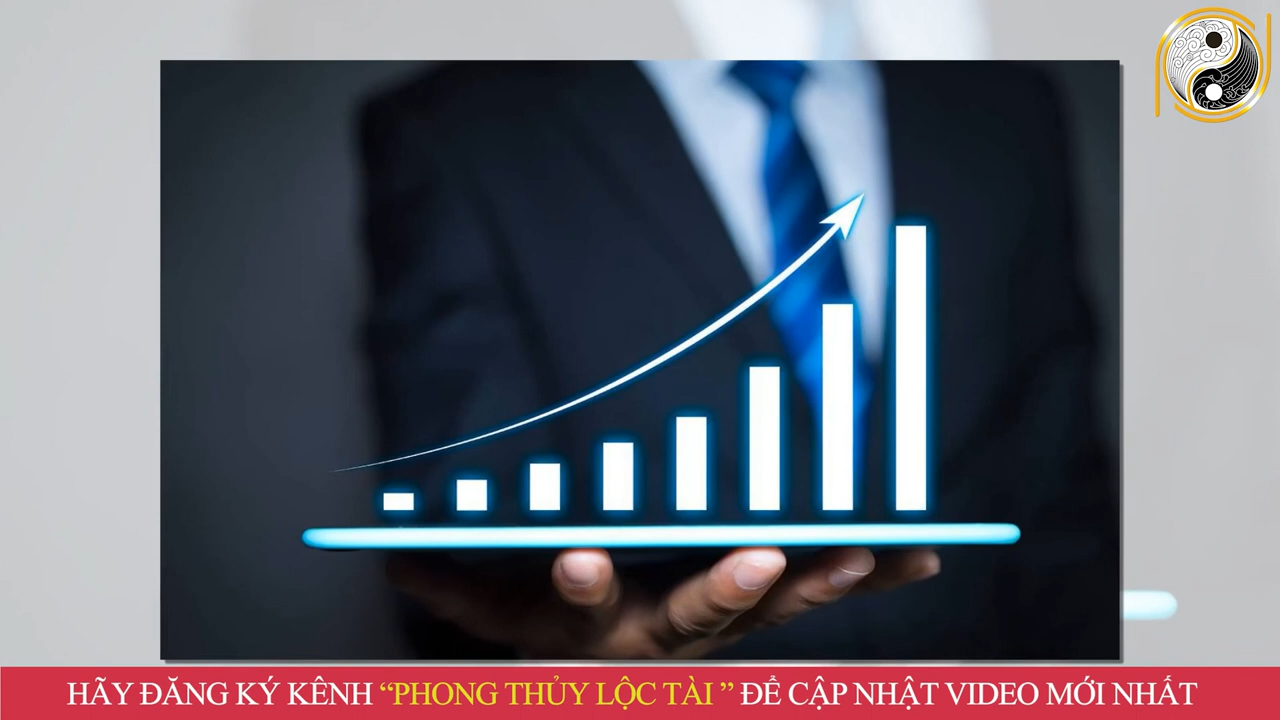 HÃY ĐĂNG KÝ KÊNH “PHONG THỦY LỘC TÀI ” ĐỂ CẬP NHẬT VIDEO MỚI NHẤT